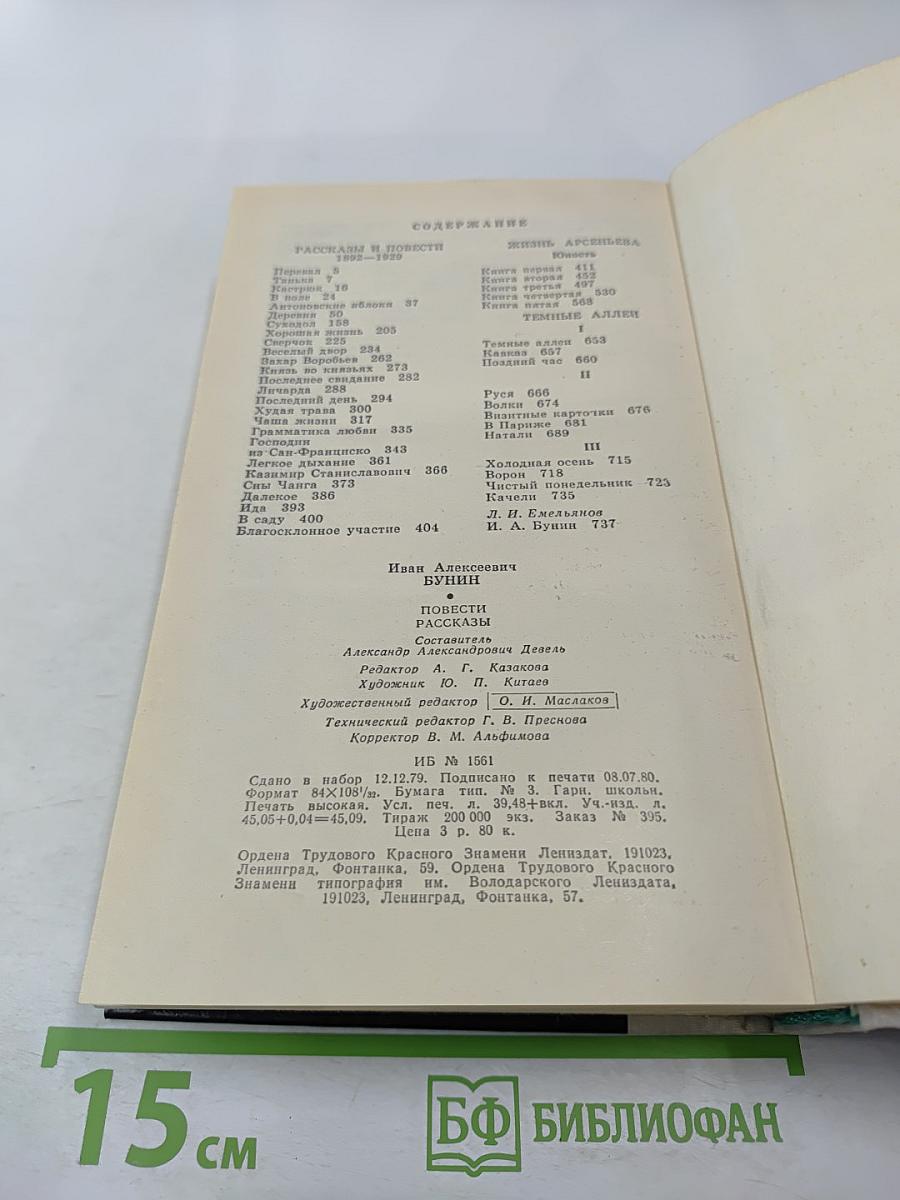 СОДЕРЖАНИЕ
РАССКАЗЫ И ПОВЕСТИ
1892—1929
Перевал 5
Танька 7
Кастрюк 16
В поле 24
Антоновские яблоки 37
Деревня 50
Суходол 158
Хорошая жизнь 205
Сверчок 225
Веселый двор 234
Захар Воробьев 262
Князь во князьях 273
Последнее свидание 282
Личарда 288
Последний день 294
Худая трава 300
Чаша жизни 317
Грамматика любви 335
Господин
из Сан-Франциско 343
Легкое дыхание 361
Казимир Станиславович 366
Сны Чанга 373
Далекое 386
Ида 393
В саду 400
Благосклонное участие 404
ЖИЗНЬ АРСЕНЬЕВА
Юность
Книга первая 411
Книга вторая 452
Книга третья 497
Книга четвертая 530
Книга пятая 568
ТЕМНЫЕ АЛЛЕИ
I
Темные аллеи 653
Кавказ 657
Поздний час 660
II
Руся 666
Волки 674
Визитные карточки 676
В Париже 681
Натали 689
III
Холодная осень 715
Ворон 718
Чистый понедельник 723
Качели 735
Л. И. Емельянов
И. А. Бунин 737
Иван Алексеевич
БУНИН
•
ПОВЕСТИ
РАССКАЗЫ
Составитель
Александр Александрович Девель
Редактор А. Г. Казакова
Художник Ю. П. Китаев
Художественный редактор О. И. Маслаков
Технический редактор Г. В. Преснова
Корректор В. М. Алфимова
ИБ № 1561
Сдано в набор 12.12.79. Подписано к печати 08.07.80.
Формат 84×108¹/₃₂. Бумага тип. № 3. Гарн. школьн.
Печать высокая. Усл. печ. л. 39,48+вкл. Уч.-изд. л.
45,05+0,04=45,09. Тираж 200 000 экз. Заказ № 395.
Цена 3 р. 80 к.
Ордена Трудового Красного Знамени Лениздат, 191023,
Ленинград, Фонтанка, 59. Ордена Трудового Красного
Знамени типография им. Володарского Лениздата,
191023, Ленинград, Фонтанка, 57.
15 см
БФ БИБЛИОФАН